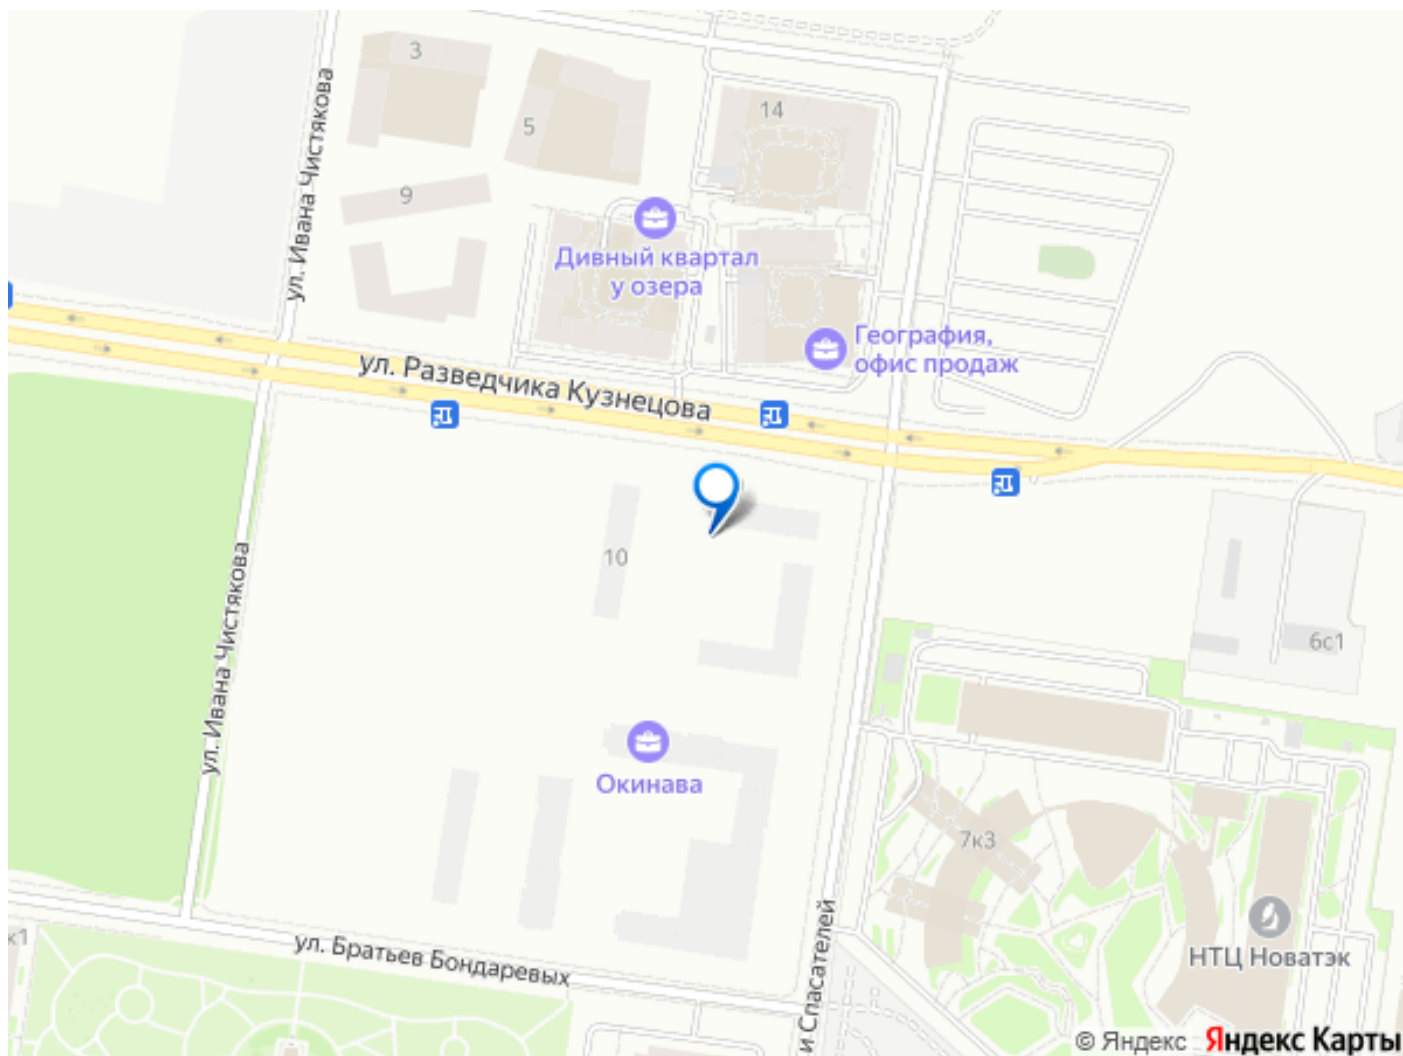 3
14
5
ул. Ивана Чистякова
9
Дивный квартал
у озера
География,
офис продаж
ул. Разведчика Кузнецова
10
6с1
ул. Ивана Чистякова
Окинава
7к3
НТЦ Новатэк
к1
ул. Братьев Бондаревых
и Спасателей
© Яндекс Яндекс Карты